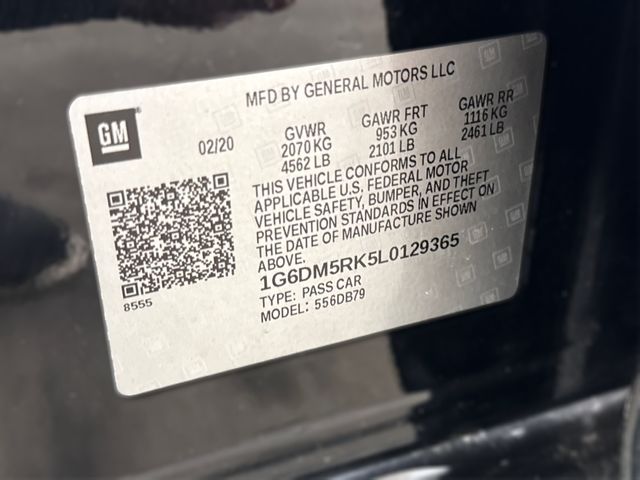 MFD BY GENERAL MOTORS LLC
GM
02/20
GVWR
2070 KG
4562 LB
GAWR FRT
953 KG
2101 LB
GAWR RR
1116 KG
2461 LB
THIS VEHICLE CONFORMS TO ALL
APPLICABLE U.S. FEDERAL MOTOR
VEHICLE SAFETY, BUMPER, AND THEFT
PREVENTION STANDARDS IN EFFECT ON
THE DATE OF MANUFACTURE SHOWN
ABOVE.
1G6DM5RK5L0129365
TYPE: PASS CAR
MODEL: 556DB79
8555